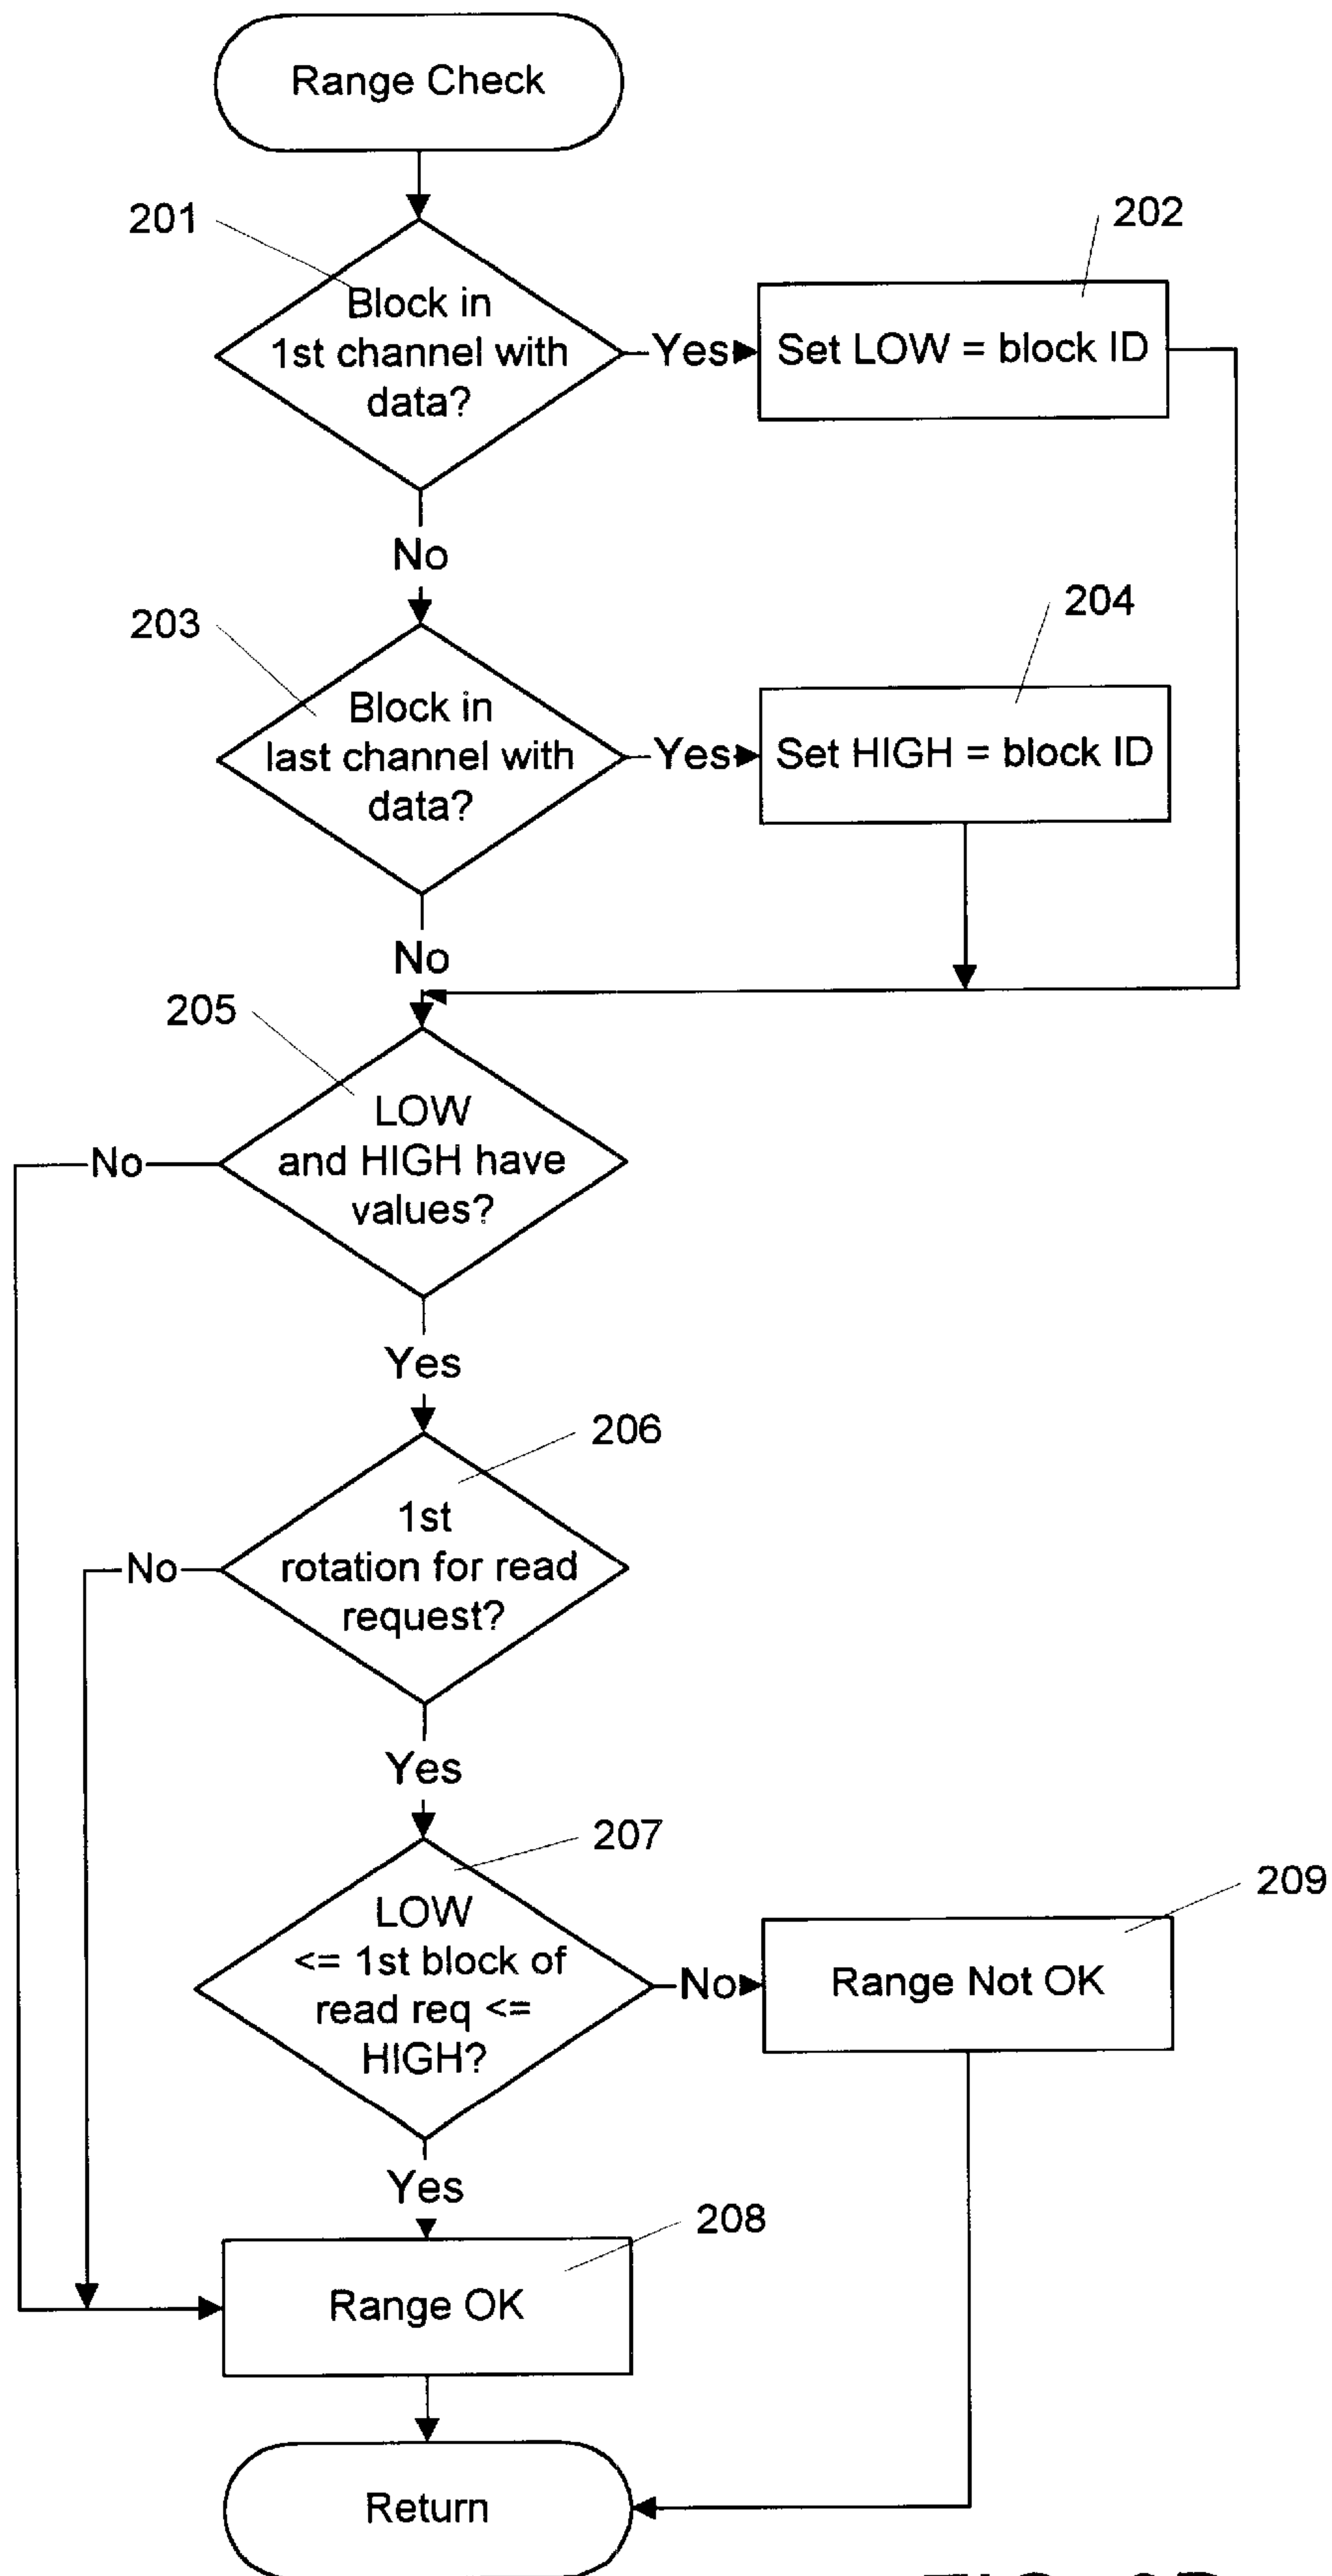 Range Check
201
Block in
1st channel with
data?
Yes
202
Set LOW = block ID
No
203
Block in
last channel with
data?
Yes
204
Set HIGH = block ID
No
205
LOW
and HIGH have
values?
No
Yes
206
1st
rotation for read
request?
No
Yes
207
LOW
<= 1st block of
read req <=
HIGH?
No
209
Range Not OK
Yes
208
Range OK
Return